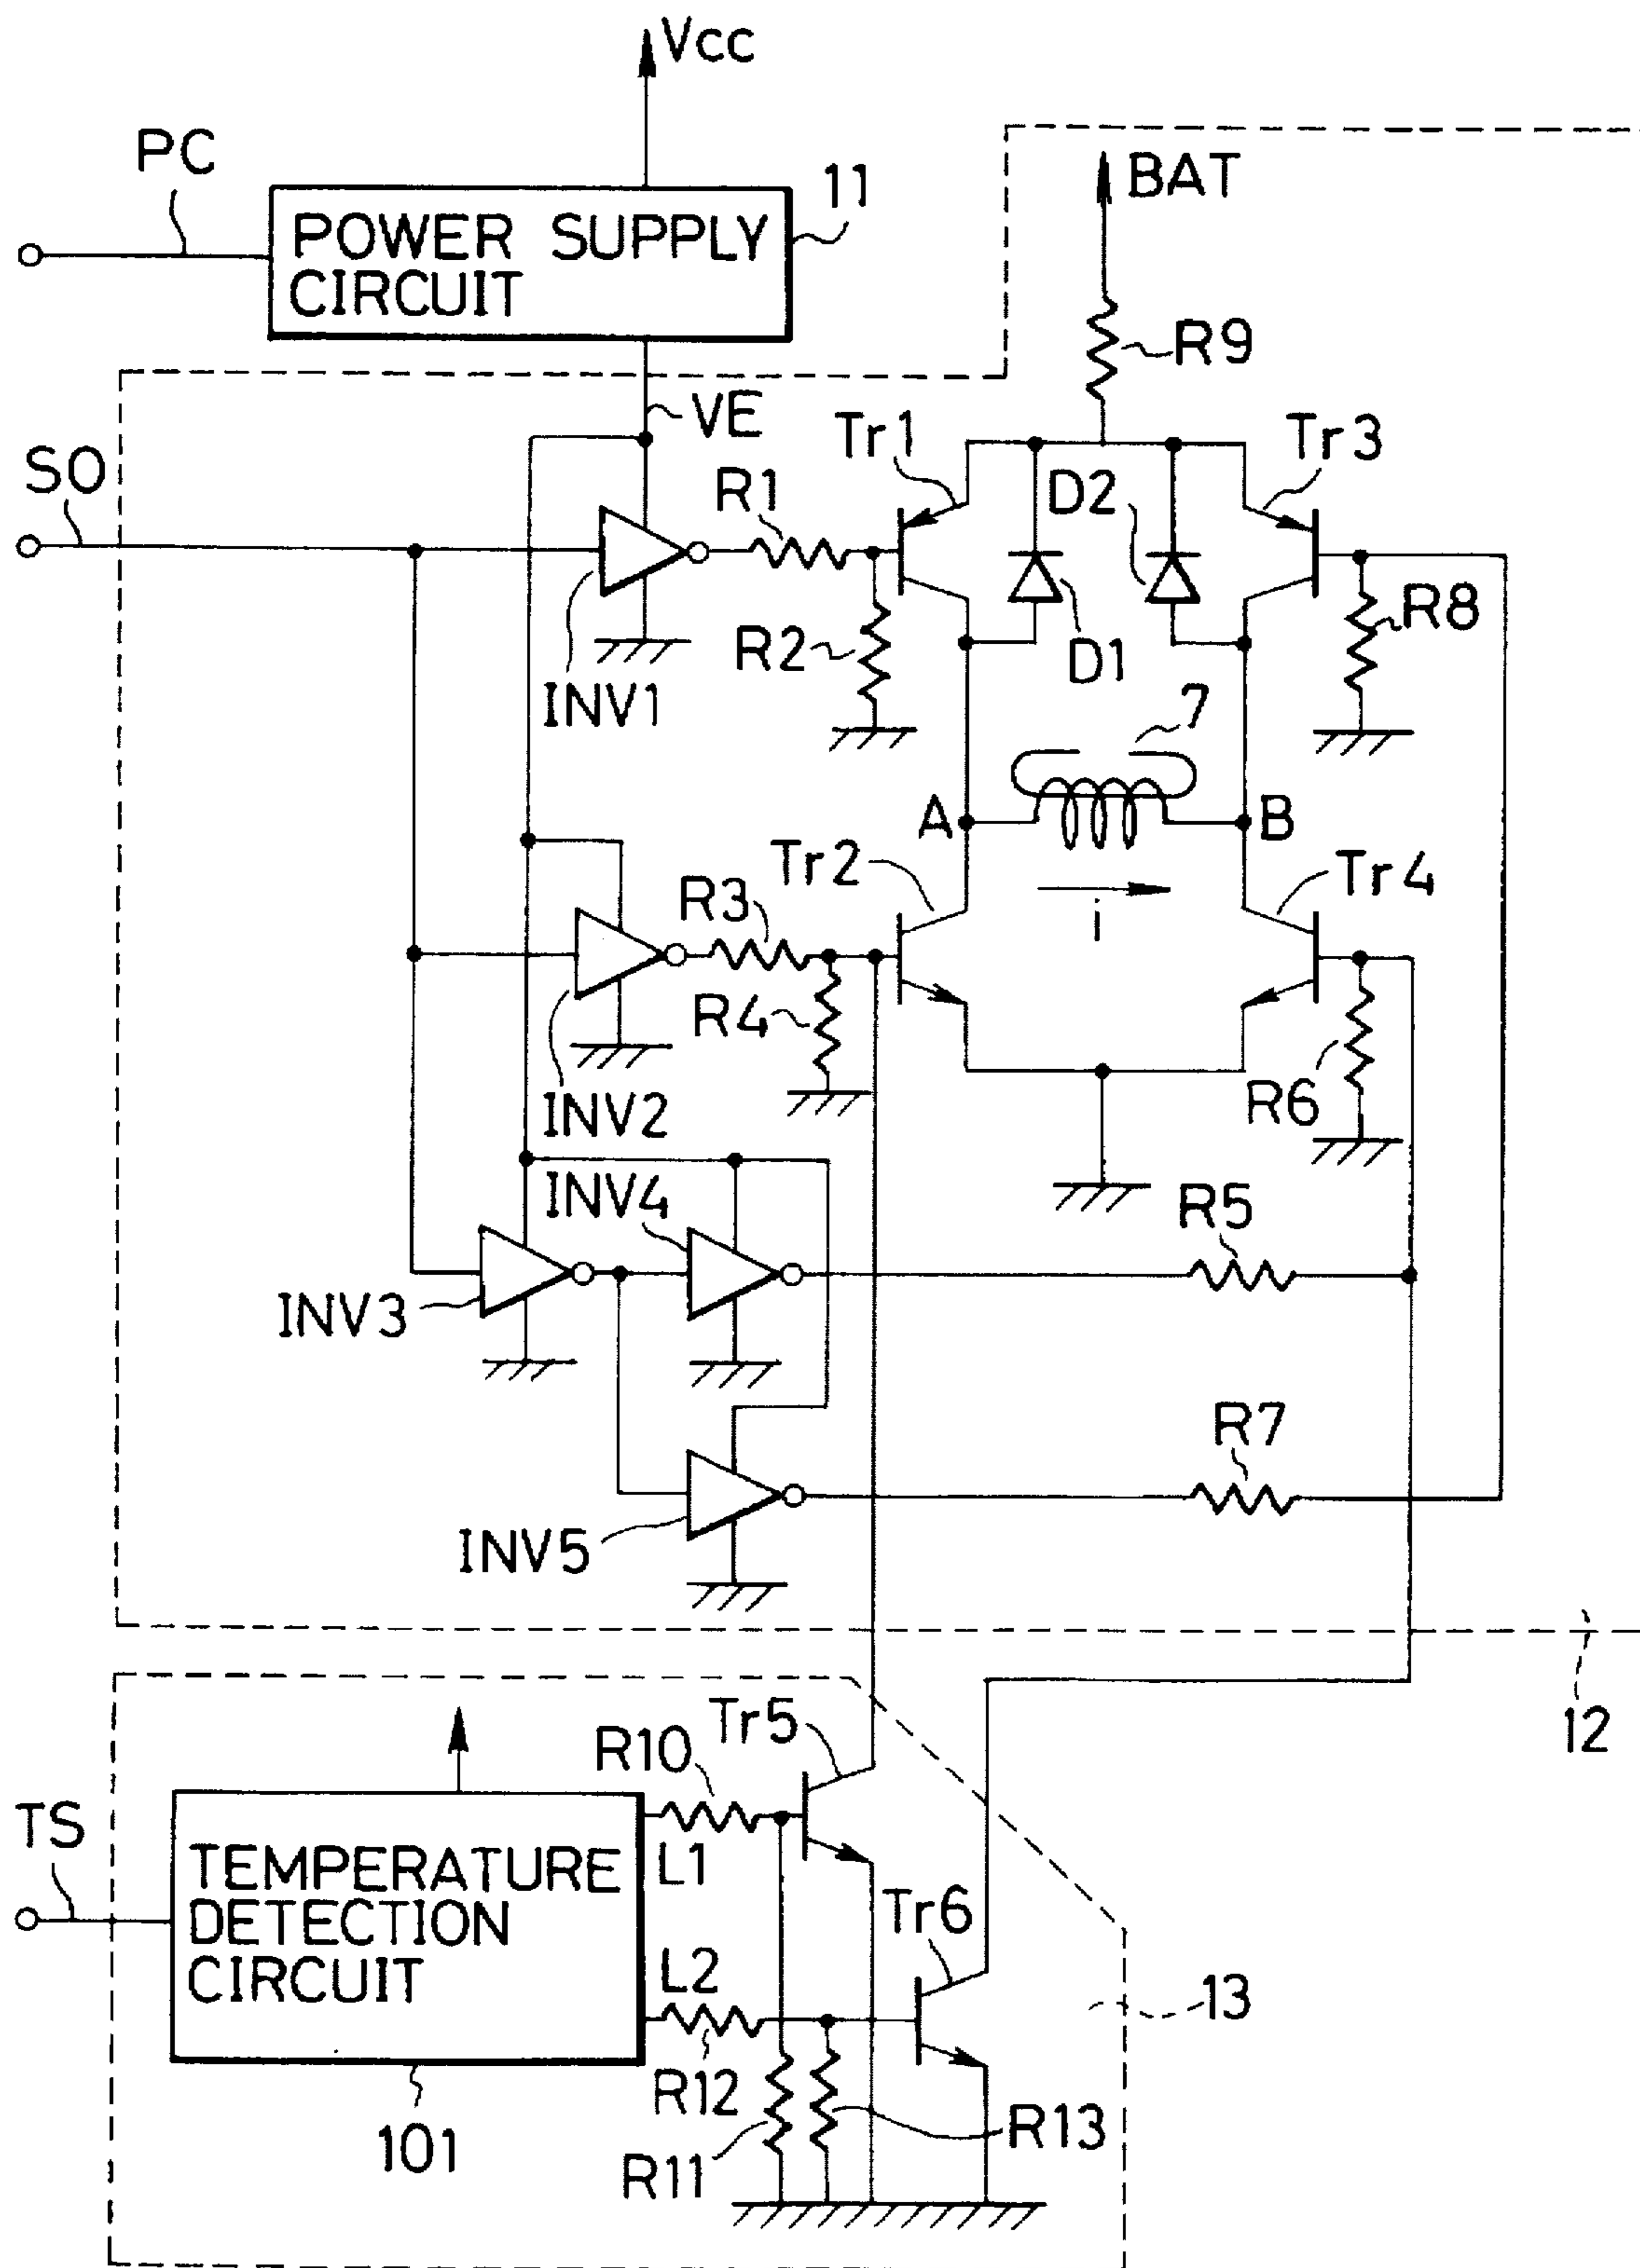 Vcc
PC
11
POWER SUPPLY
CIRCUIT
BAT
R9
VE
Tr1
Tr3
SO
R1
D2
R2
D1
R8
INV1
7
A
B
Tr2
Tr4
R3
i
R4
R6
INV2
INV4
R5
INV3
R7
INV5
12
Tr5
R10
TS
L1
TEMPERATURE
DETECTION
CIRCUIT
Tr6
L2
13
R12
R13
101
R11